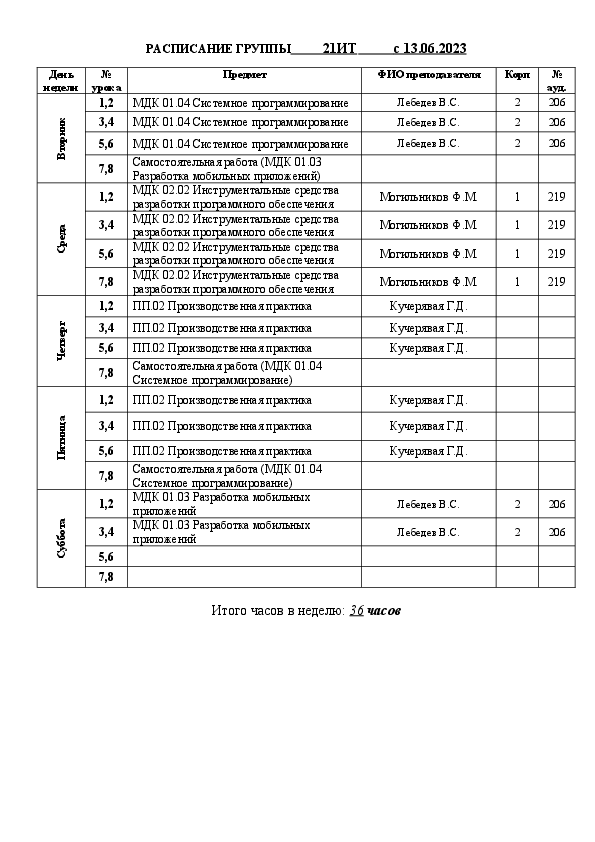 РАСПИСАНИЕ ГРУППЫ 21ИТ с 13.06.2023
День недели № урока Предмет ФИО преподавателя Корп № ауд.
Вторник
1,2 МДК 01.04 Системное программирование Лебедев В.С. 2 206
3,4 МДК 01.04 Системное программирование Лебедев В.С. 2 206
5,6 МДК 01.04 Системное программирование Лебедев В.С. 2 206
7,8 Самостоятельная работа (МДК 01.03
Разработка мобильных приложений)
Среда
1,2 МДК 02.02 Инструментальные средства
разработки программного обеспечения Могильников Ф.М. 1 219
3,4 МДК 02.02 Инструментальные средства
разработки программного обеспечения Могильников Ф.М. 1 219
5,6 МДК 02.02 Инструментальные средства
разработки программного обеспечения Могильников Ф.М. 1 219
7,8 МДК 02.02 Инструментальные средства
разработки программного обеспечения Могильников Ф.М. 1 219
Четверг
1,2 ПП.02 Производственная практика Кучерявая Г.Д.
3,4 ПП.02 Производственная практика Кучерявая Г.Д.
5,6 ПП.02 Производственная практика Кучерявая Г.Д.
7,8 Самостоятельная работа (МДК 01.04
Системное программирование)
Пятница
1,2 ПП.02 Производственная практика Кучерявая Г.Д.
3,4 ПП.02 Производственная практика Кучерявая Г.Д.
5,6 ПП.02 Производственная практика Кучерявая Г.Д.
7,8 Самостоятельная работа (МДК 01.04
Системное программирование)
Суббота
1,2 МДК 01.03 Разработка мобильных
приложений Лебедев В.С. 2 206
3,4 МДК 01.03 Разработка мобильных
приложений Лебедев В.С. 2 206
5,6
7,8
Итого часов в неделю: 36 часов